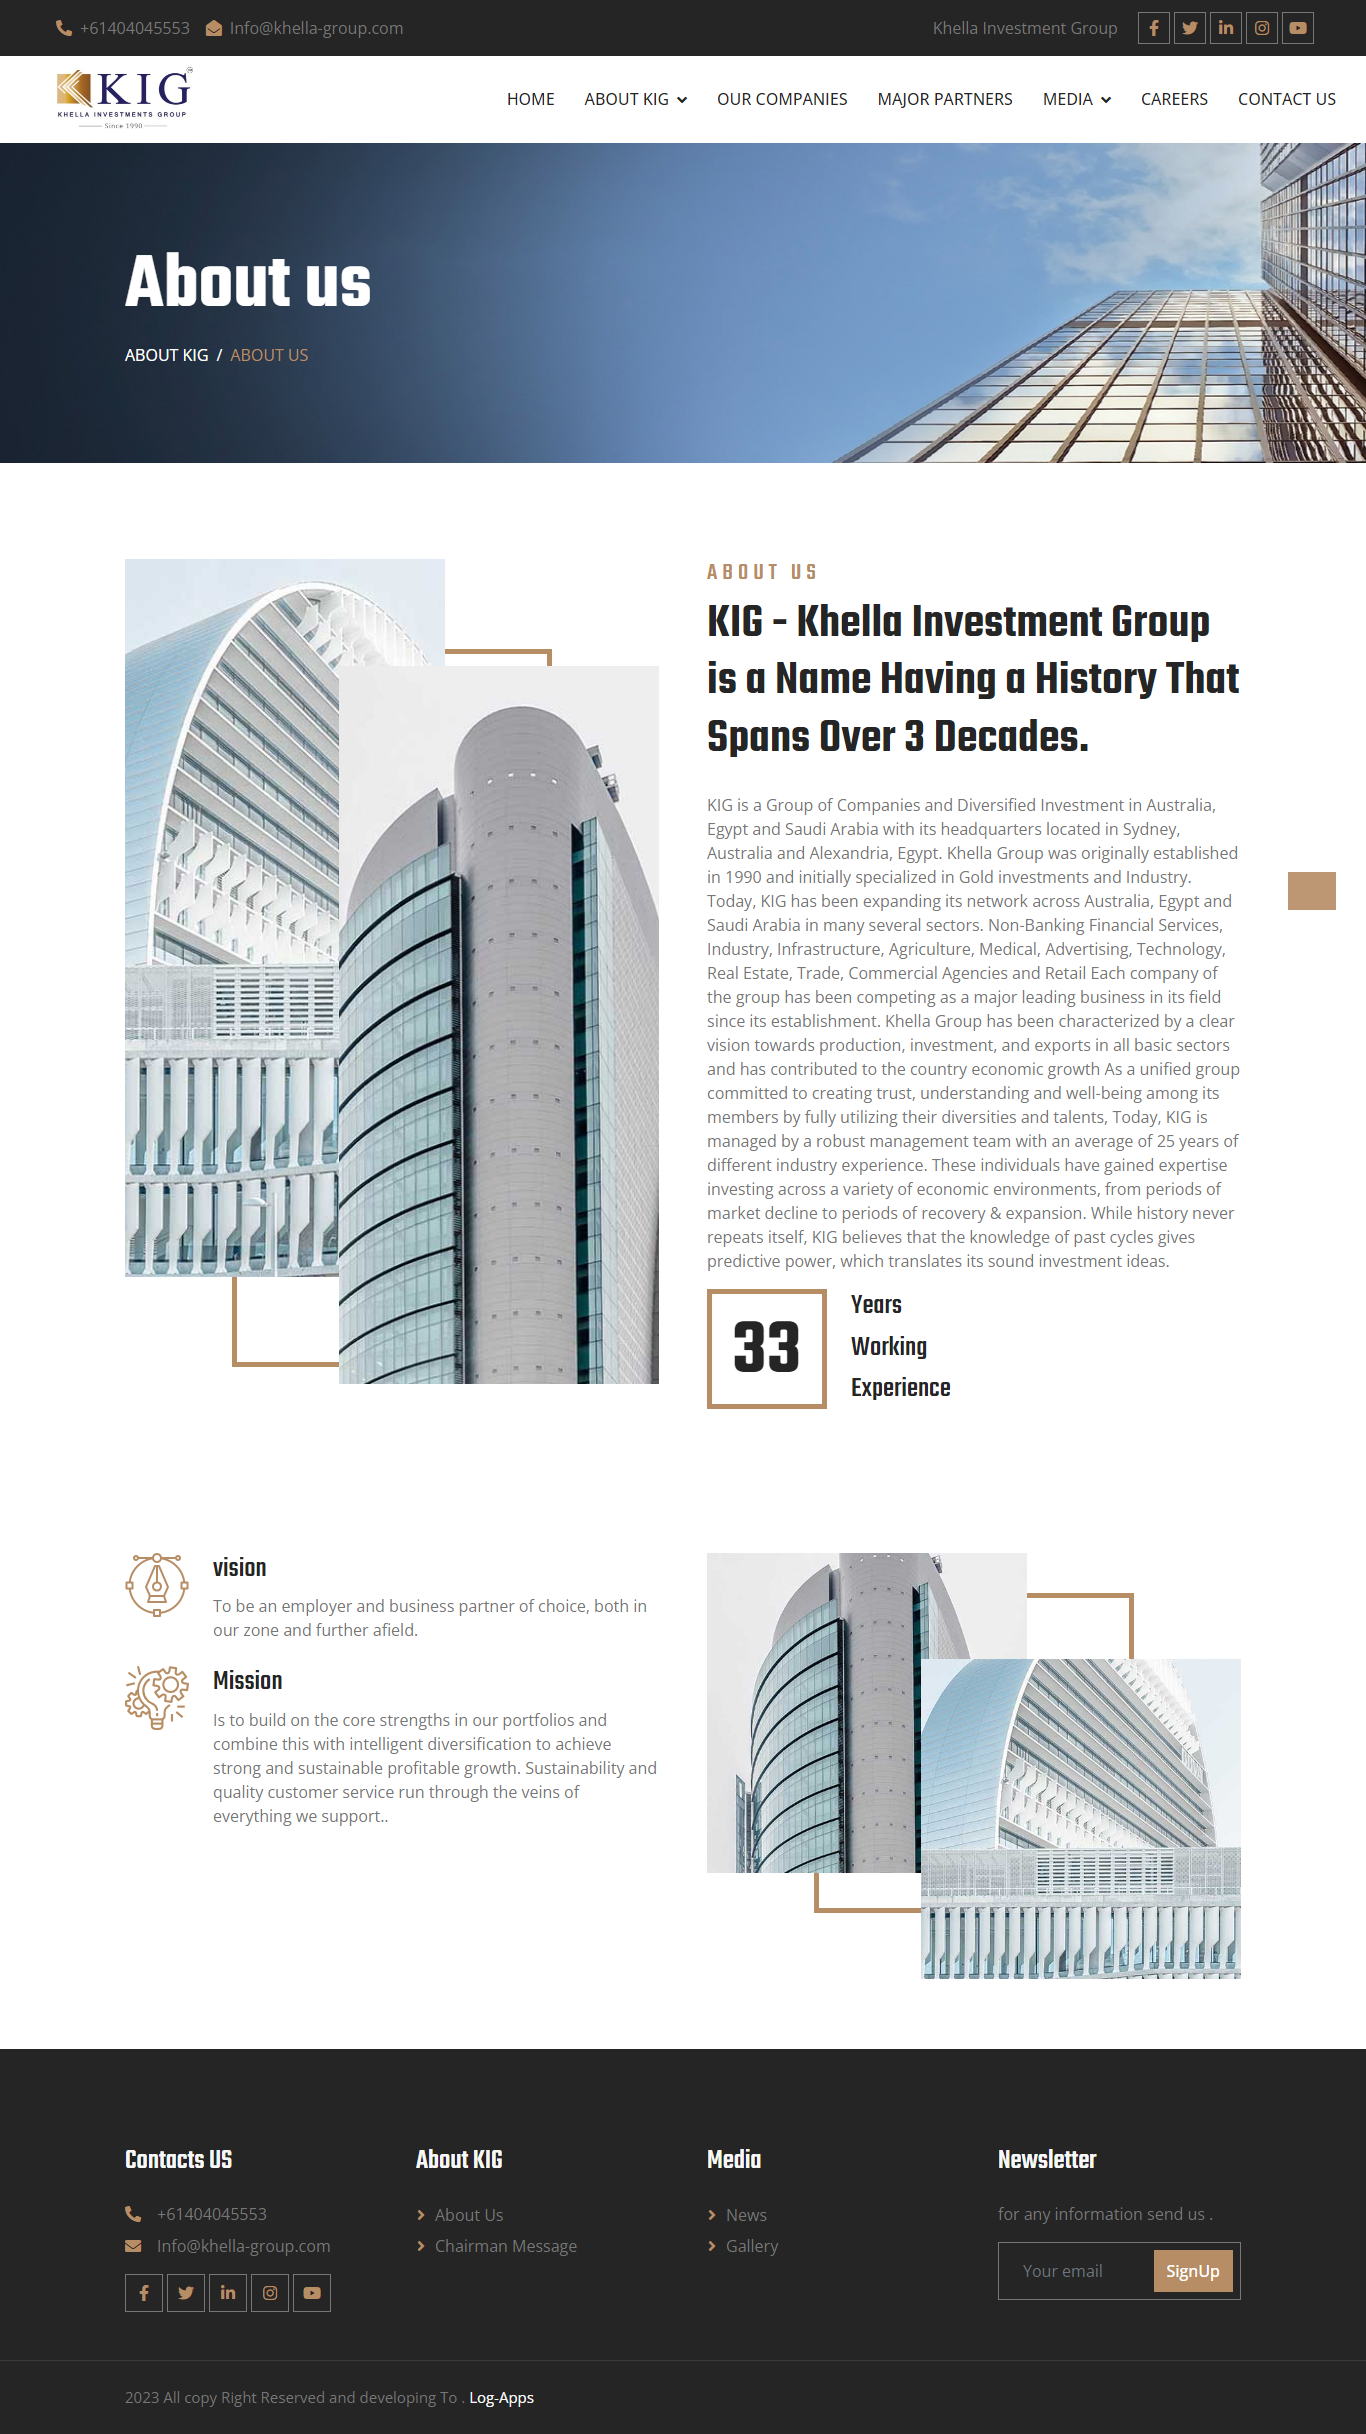 +61404045553 Info@khella-group.com Khella Investment Group
KIG
KHELLA INVESTMENTS GROUP
Since 1990
HOME ABOUT KIG OUR COMPANIES MAJOR PARTNERS MEDIA CAREERS CONTACT US
About us
ABOUT KIG / ABOUT US
ABOUT US
KIG - Khella Investment Group
is a Name Having a History That
Spans Over 3 Decades.
KIG is a Group of Companies and Diversified Investment in Australia,
Egypt and Saudi Arabia with its headquarters located in Sydney,
Australia and Alexandria, Egypt. Khella Group was originally established
in 1990 and initially specialized in Gold investments and Industry.
Today, KIG has been expanding its network across Australia, Egypt and
Saudi Arabia in many several sectors. Non-Banking Financial Services,
Industry, Infrastructure, Agriculture, Medical, Advertising, Technology,
Real Estate, Trade, Commercial Agencies and Retail Each company of
the group has been competing as a major leading business in its field
since its establishment. Khella Group has been characterized by a clear
vision towards production, investment, and exports in all basic sectors
and has contributed to the country economic growth As a unified group
committed to creating trust, understanding and well-being among its
members by fully utilizing their diversities and talents, Today, KIG is
managed by a robust management team with an average of 25 years of
different industry experience. These individuals have gained expertise
investing across a variety of economic environments, from periods of
market decline to periods of recovery & expansion. While history never
repeats itself, KIG believes that the knowledge of past cycles gives
predictive power, which translates its sound investment ideas.
33
Years
Working
Experience
vision
To be an employer and business partner of choice, both in
our zone and further afield.
Mission
Is to build on the core strengths in our portfolios and
combine this with intelligent diversification to achieve
strong and sustainable profitable growth. Sustainability and
quality customer service run through the veins of
everything we support..
Contacts US
+61404045553
Info@khella-group.com
About KIG
About Us
Chairman Message
Media
News
Gallery
Newsletter
for any information send us .
Your email SignUp
2023 All copy Right Reserved and developing To . Log-Apps